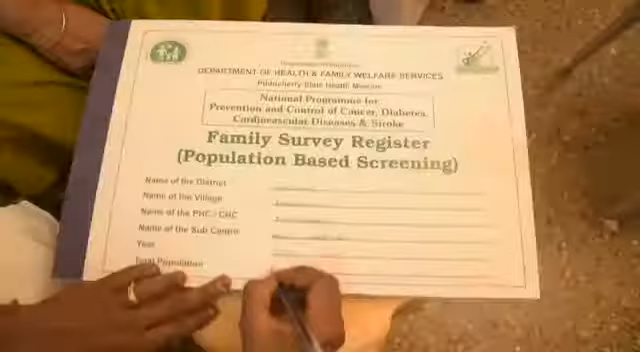 DEPARTMENT OF HEALTH & FAMILY WELFARE SERVICES
Puducherry State Health Mission
National Programme for
Prevention and Control of Cancer, Diabetes,
Cardiovascular Diseases & Stroke
Family Survey Register
(Population Based Screening)
Name of the District
Name of the Village
Name of the PHC / CHC
Name of the Sub Centre
Year
Total Population